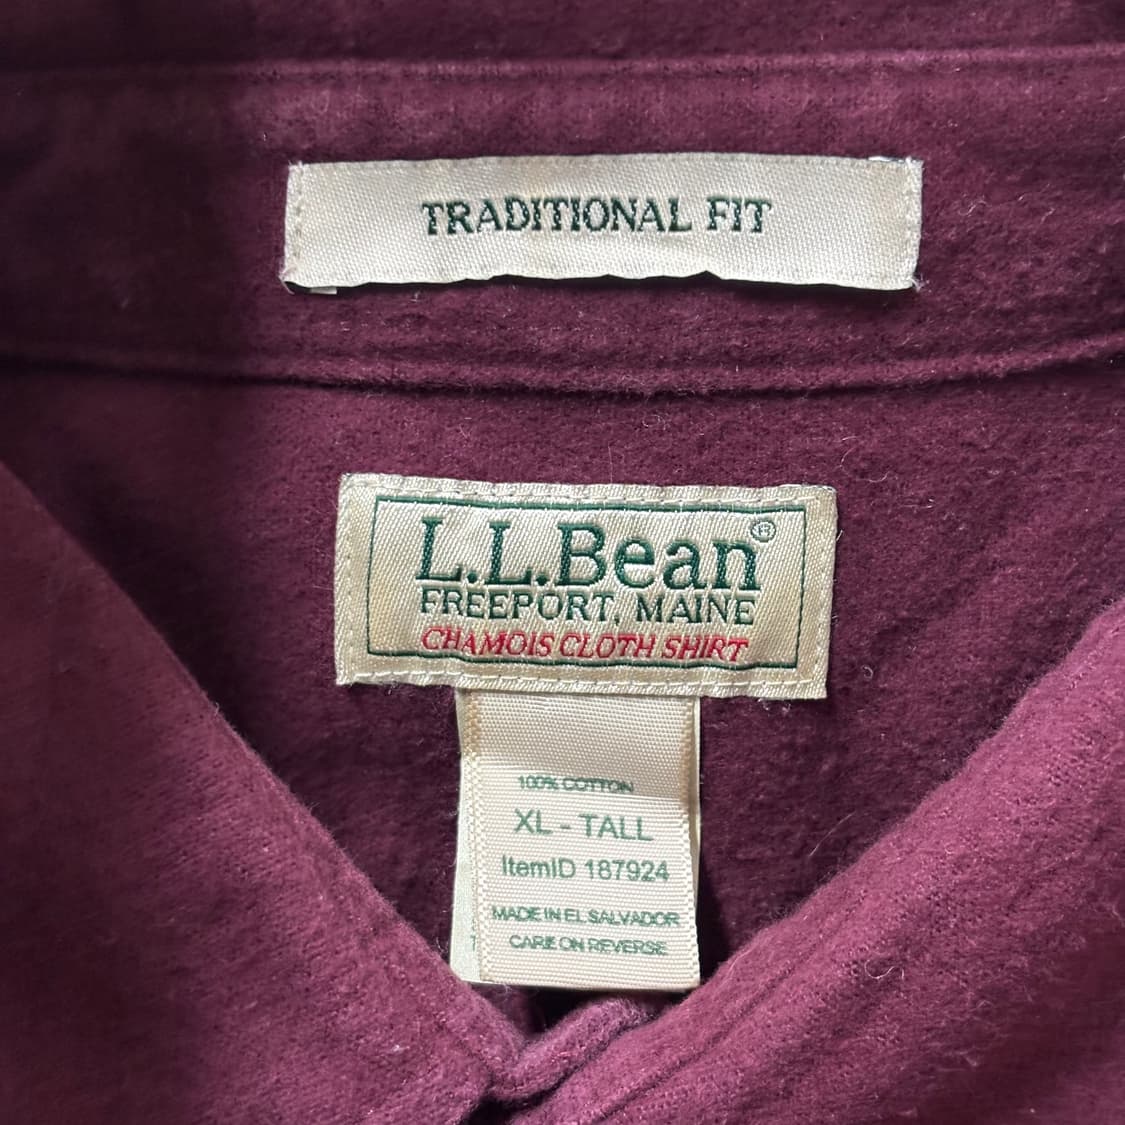 TRADITIONAL FIT
L.L.Bean®
FREEPORT, MAINE
CHAMOIS CLOTH SHIRT
100% COTTON
XL - TALL
ItemID 187924
MADE IN EL SALVADOR
CARE ON REVERSE